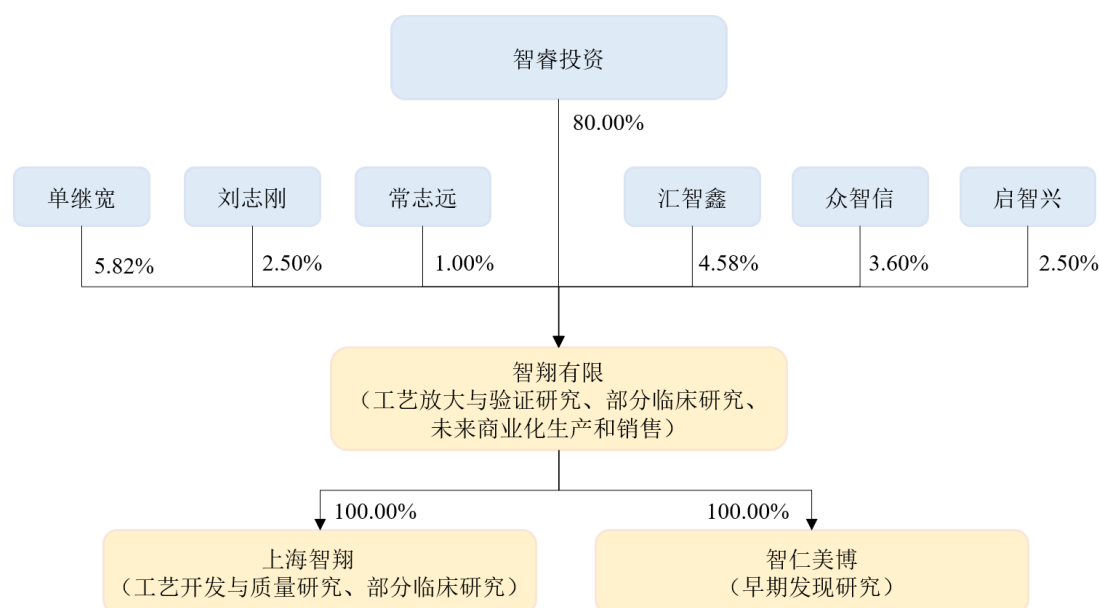 智睿投资
80.00%
单继宽
刘志刚
常志远
汇智鑫
众智信
启智兴
5.82%
2.50%
1.00%
4.58%
3.60%
2.50%
智翔有限
（工艺放大与验证研究、部分临床研究、
未来商业化生产和销售）
100.00%
100.00%
上海智翔
（工艺开发与质量研究、部分临床研究）
智仁美博
（早期发现研究）